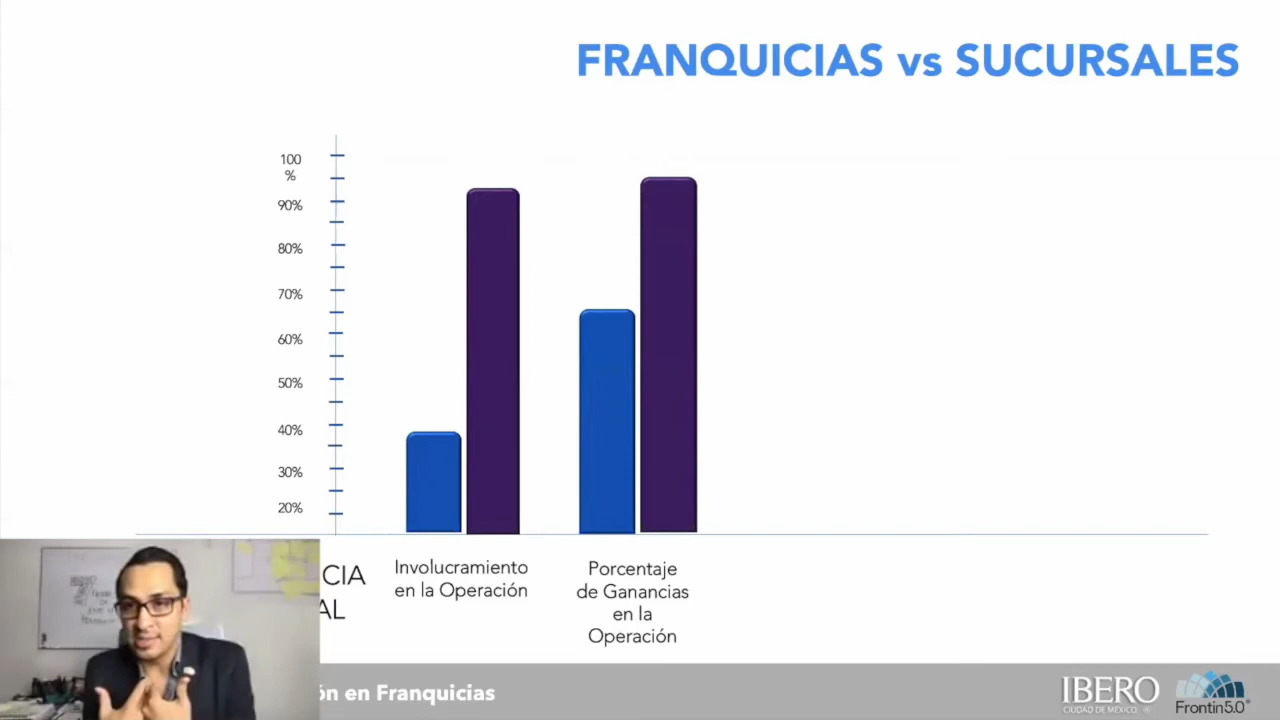 FRANQUICIAS vs SUCURSALES
100
%
90%
80%
70%
60%
50%
40%
30%
20%
CIA
AL
Involucramiento
en la Operación
Porcentaje
de Ganancias
en la
Operación
ón en Franquicias
IBERO
CIUDAD DE MÉXICO ®
Frontin5.0®